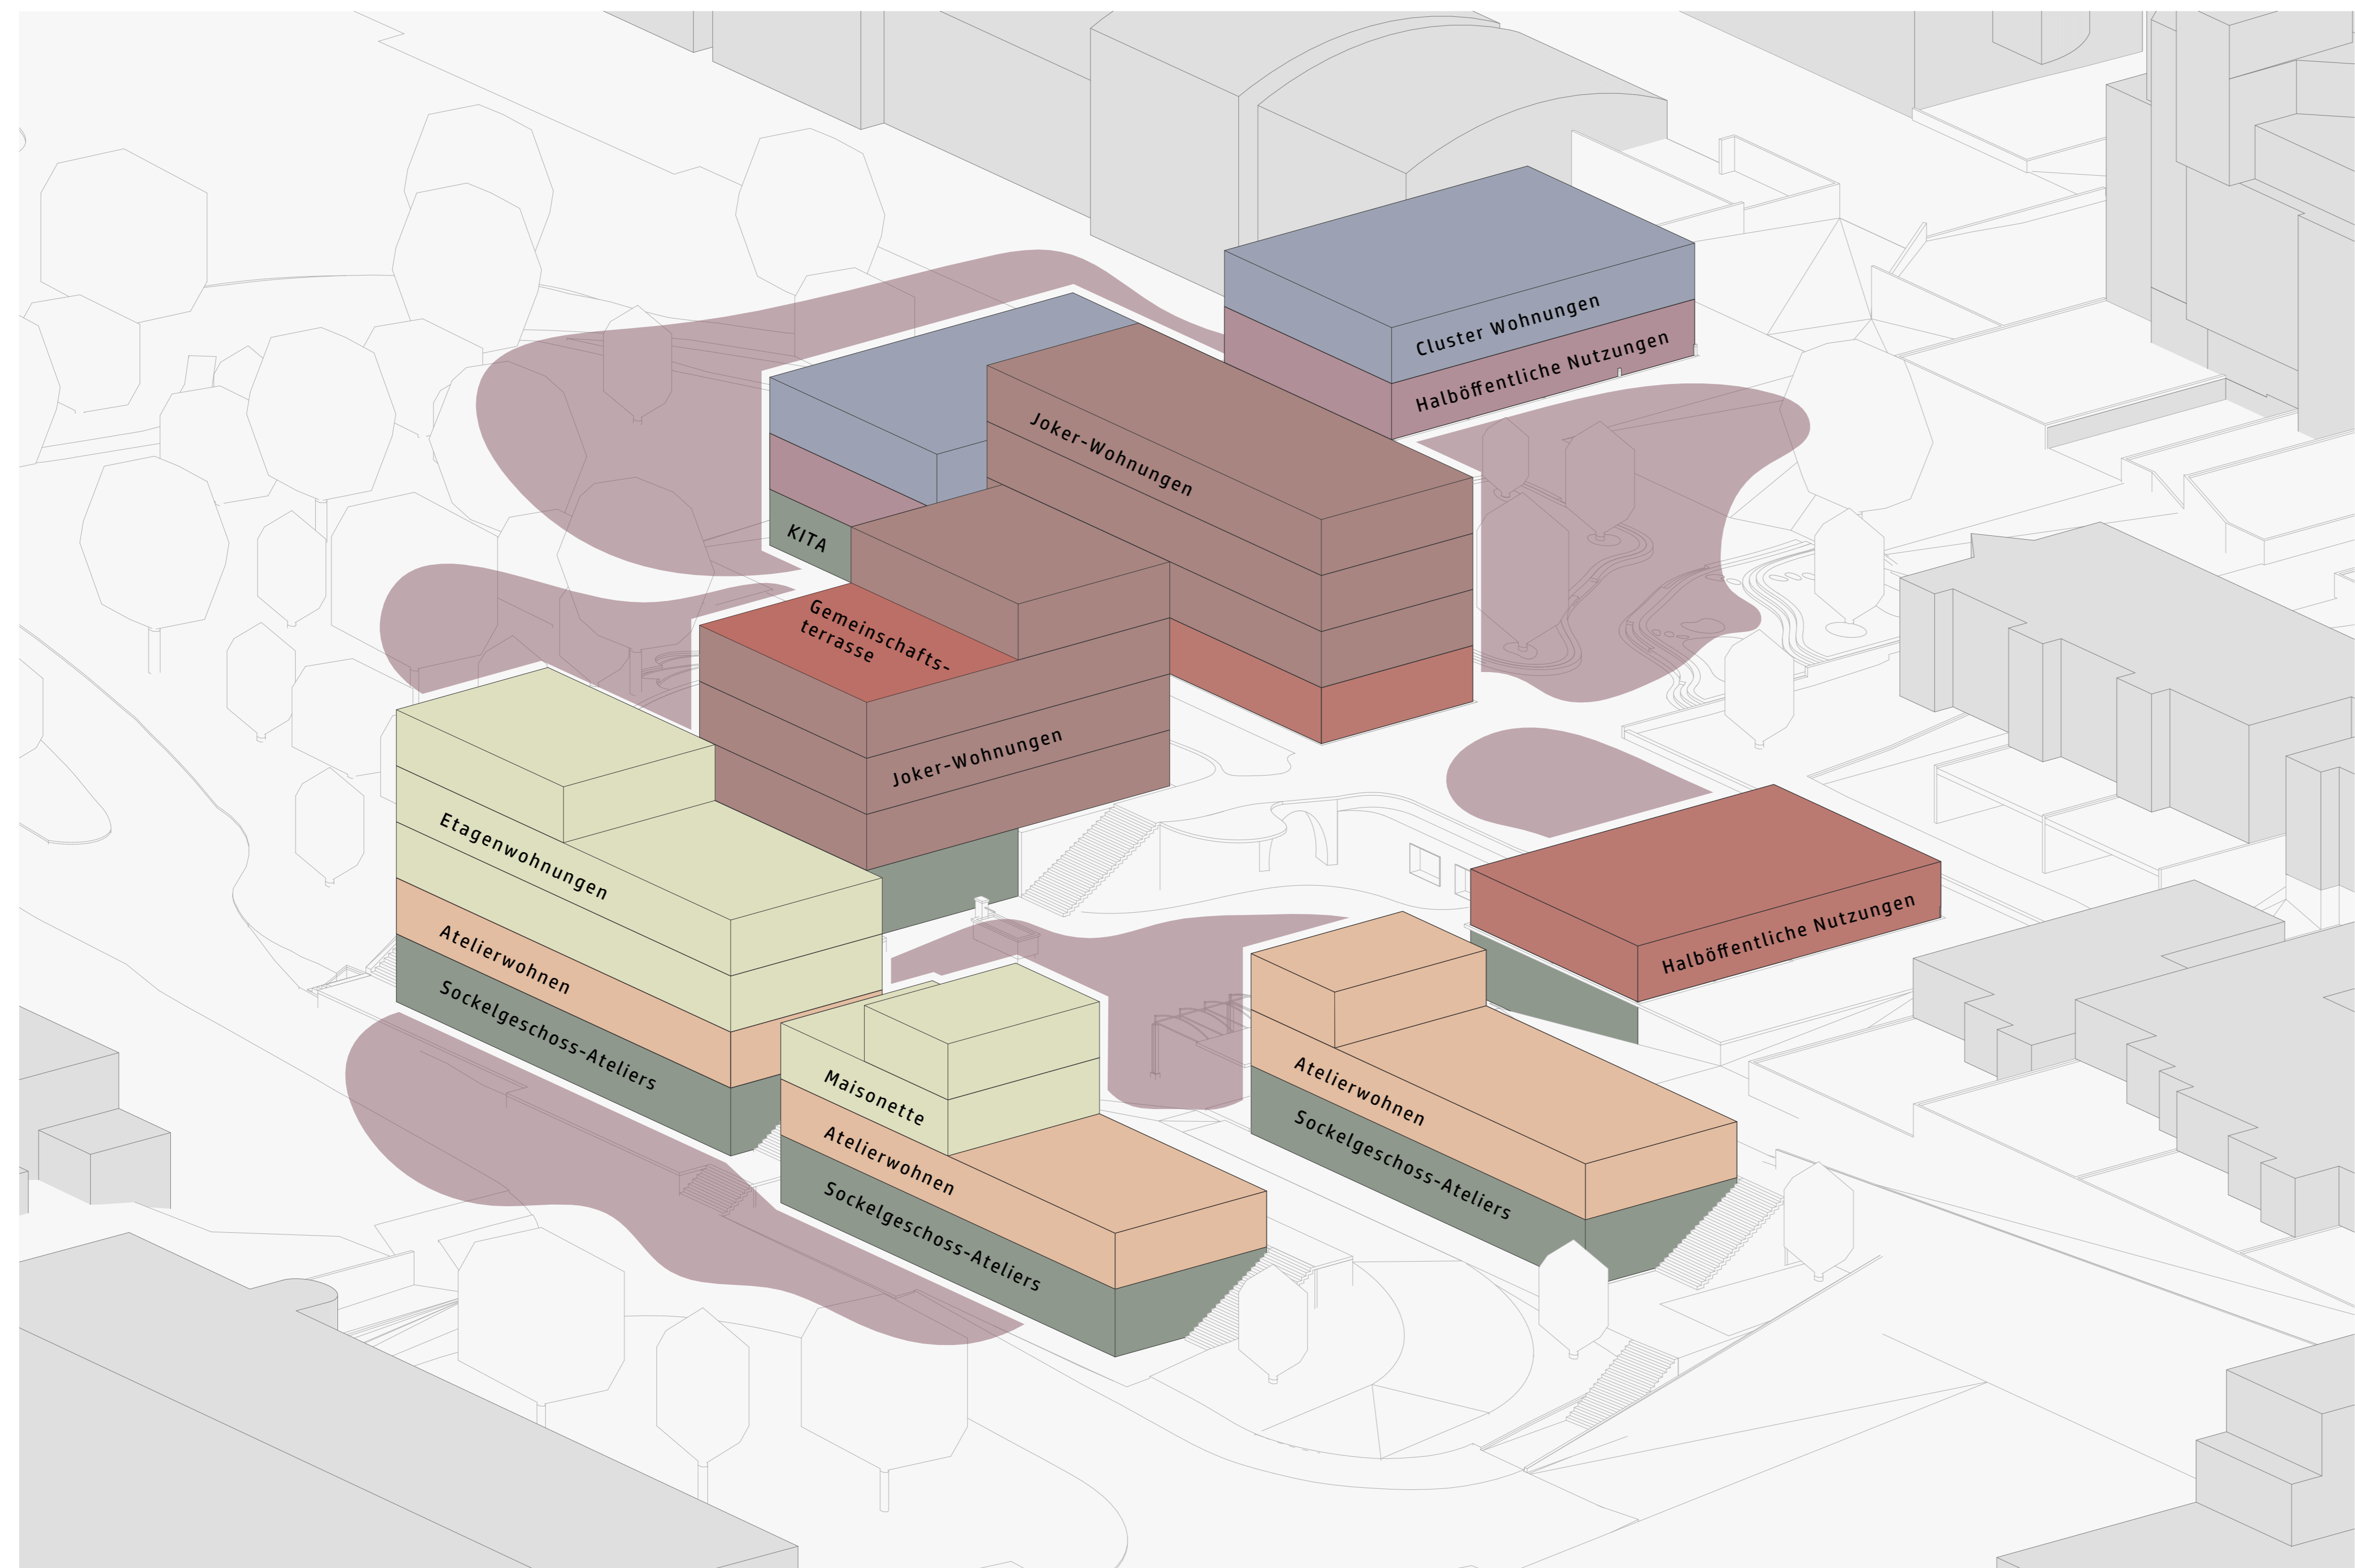 Cluster Wohnungen
Halböffentliche Nutzungen
Joker-Wohnungen
KITA
Gemeinschafts-
terrasse
Joker-Wohnungen
Etagenwohnungen
Atelierwohnen
Sockelgeschoss-Ateliers
Halböffentliche Nutzungen
Maisonette
Atelierwohnen
Sockelgeschoss-Ateliers
Atelierwohnen
Sockelgeschoss-Ateliers